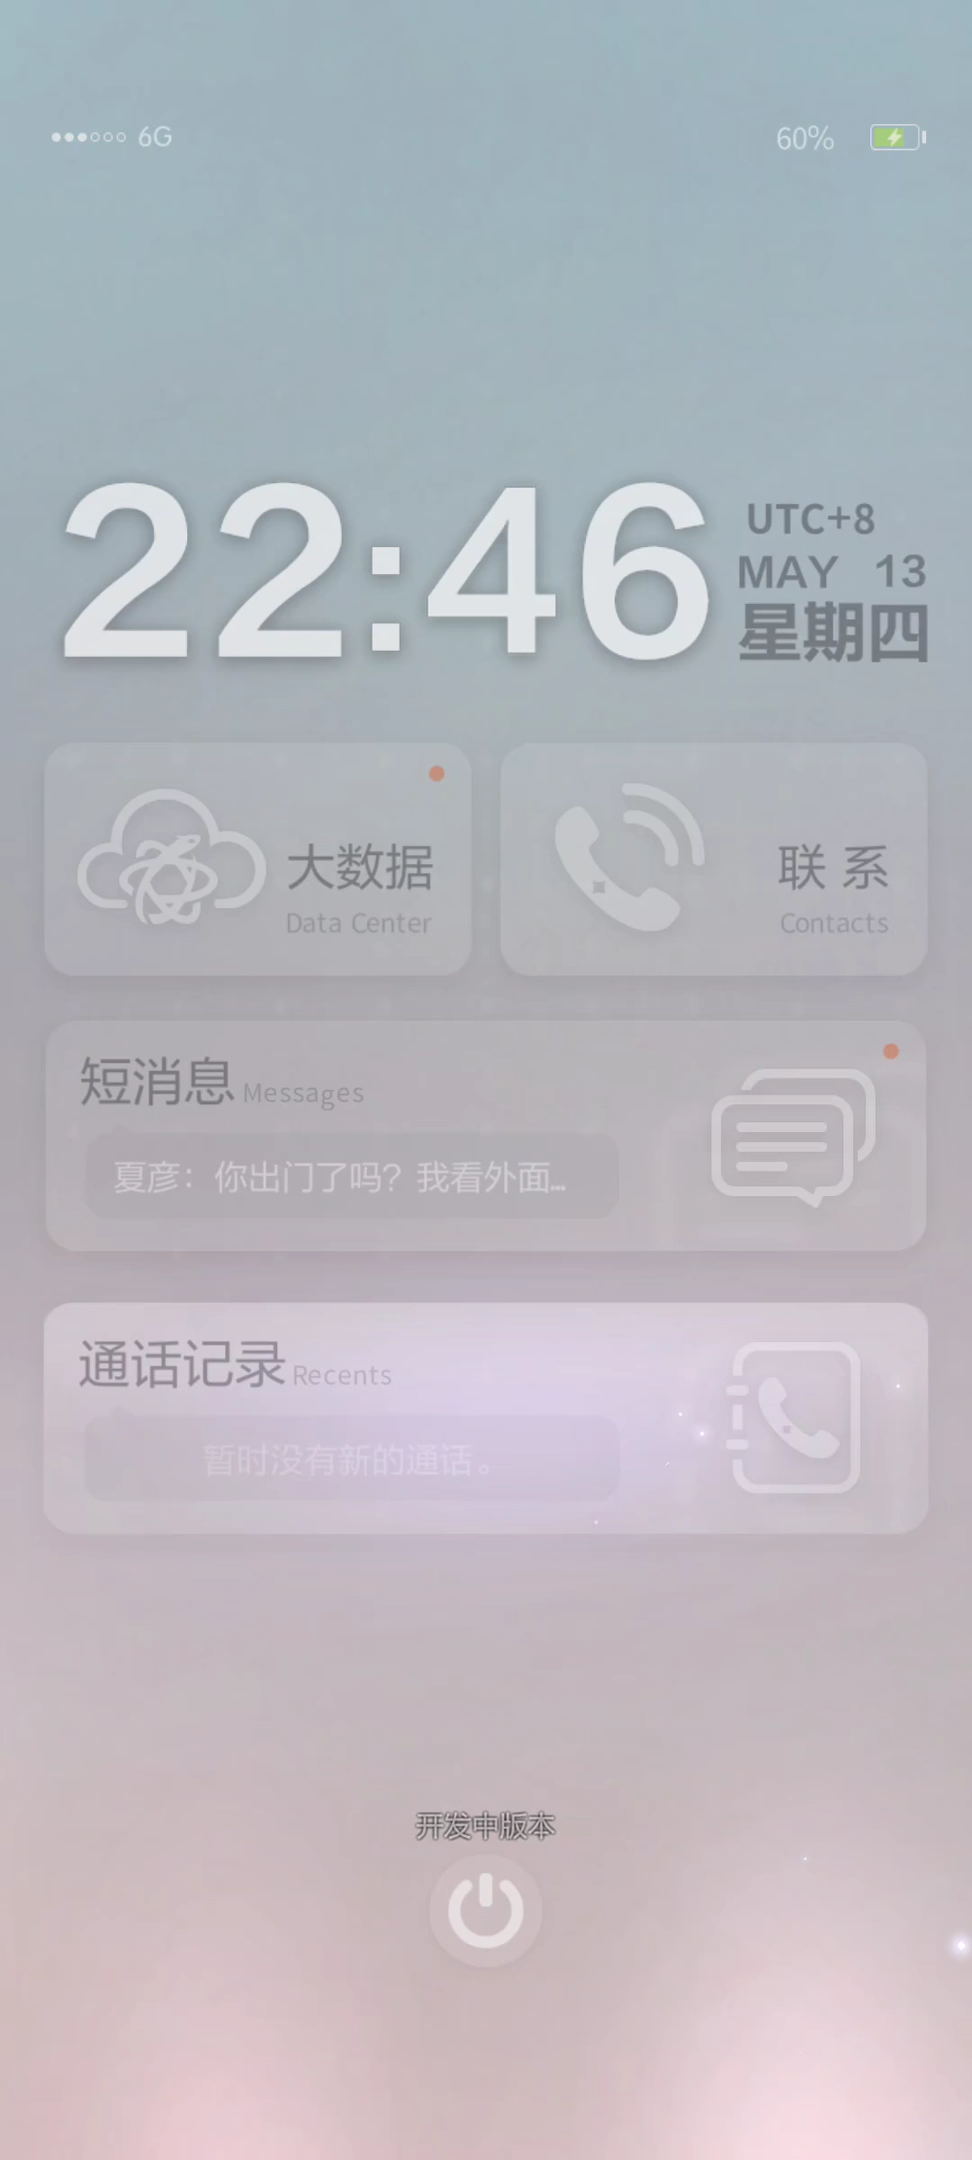 6G 60%
22:46
UTC+8
MAY 13
星期四
大数据
Data Center
联系
Contacts
短消息 Messages
夏彦：你出门了吗？我看外面...
通话记录 Recents
暂时没有新的通话。
开发中版本